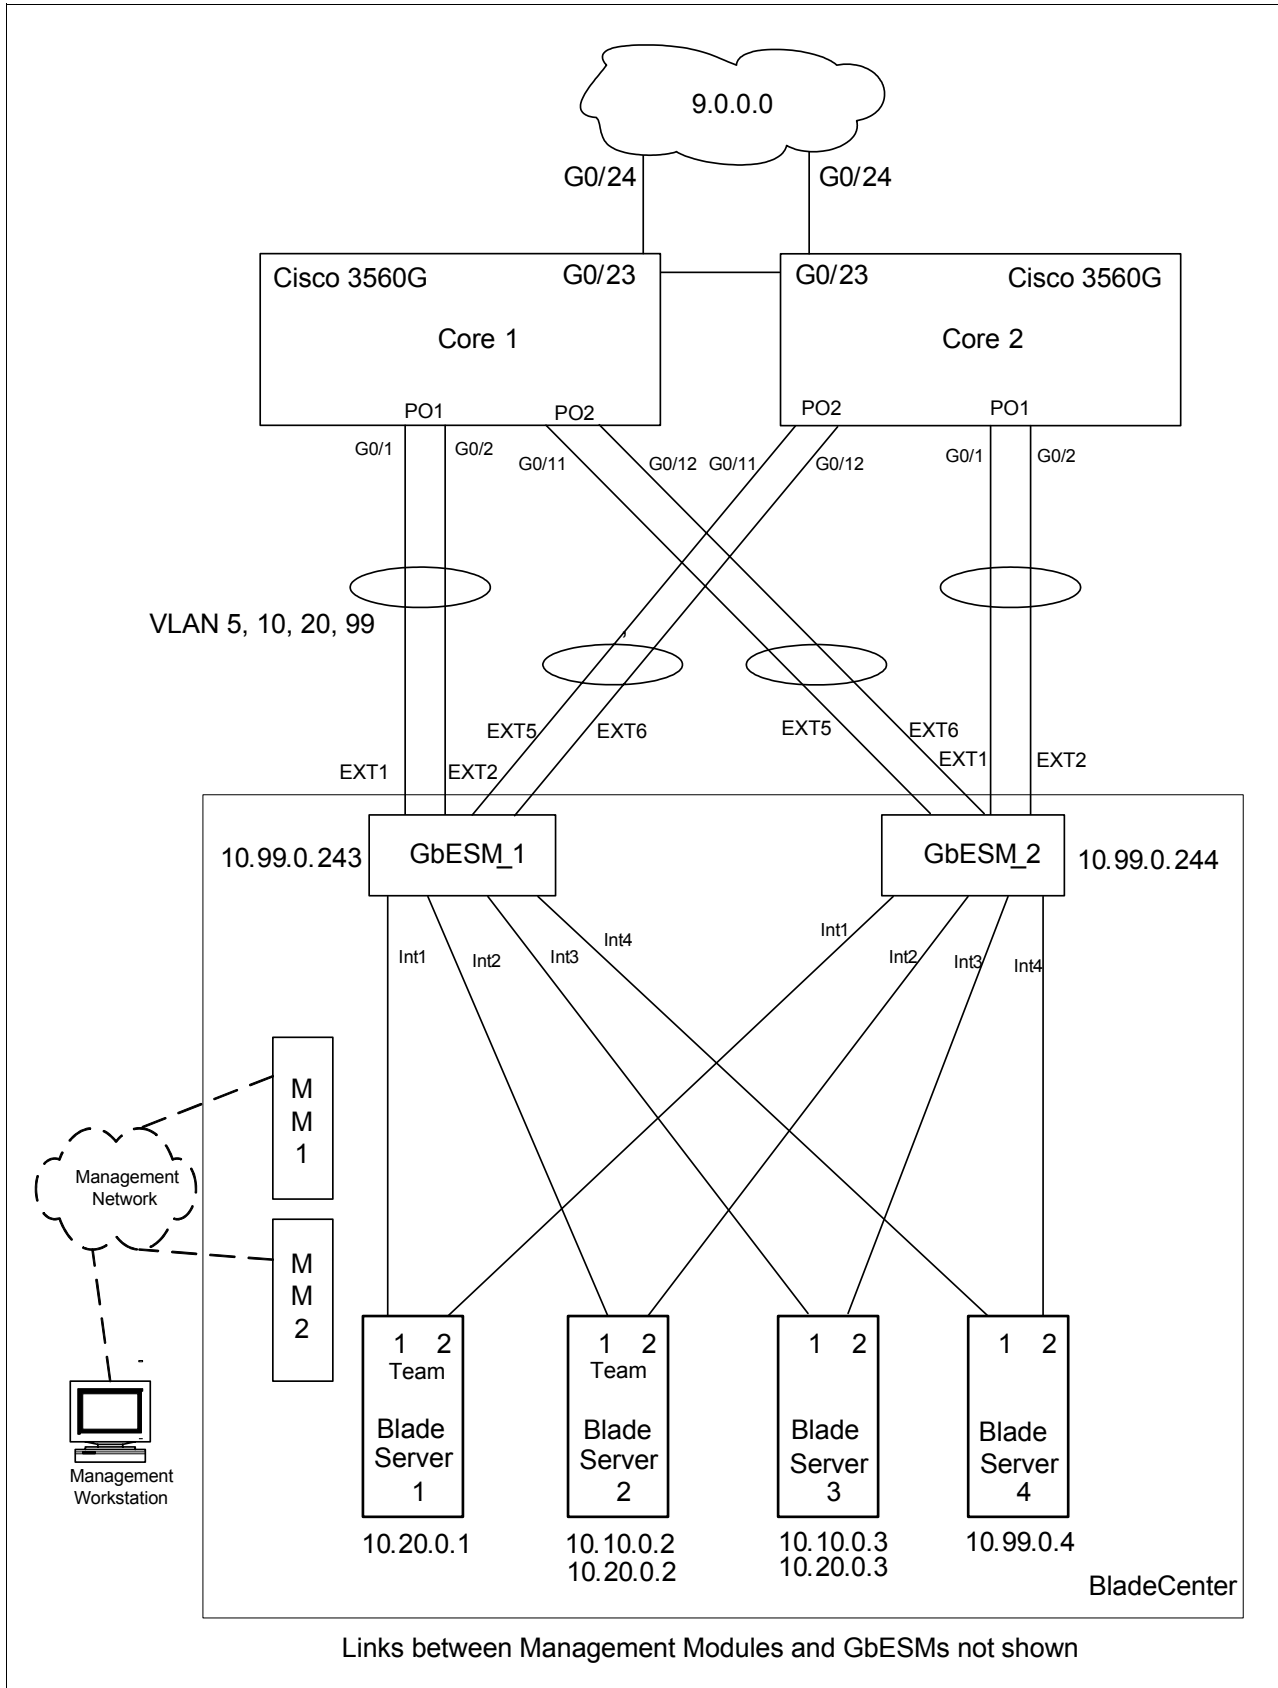 9.0.0.0
G0/24
G0/24
Cisco 3560G
G0/23
G0/23
Cisco 3560G
Core 1
Core 2
PO1
PO2
PO2
PO1
G0/1
G0/2
G0/11
G0/12
G0/11
G0/12
G0/1
G0/2
VLAN 5, 10, 20, 99
EXT5
EXT6
EXT5
EXT6
EXT1
EXT2
EXT1
EXT2
10.99.0.243
GbESM_1
GbESM_2
10.99.0.244
Int1
Int2
Int3
Int4
Int1
Int2
Int3
Int4
M
M
1
Management
Network
M
M
2
Management
Workstation
1 2
Team
Blade
Server
1
10.20.0.1
1 2
Team
Blade
Server
2
10.10.0.2
10.20.0.2
1 2
Blade
Server
3
10.10.0.3
10.20.0.3
1 2
Blade
Server
4
10.99.0.4
BladeCenter
Links between Management Modules and GbESMs not shown